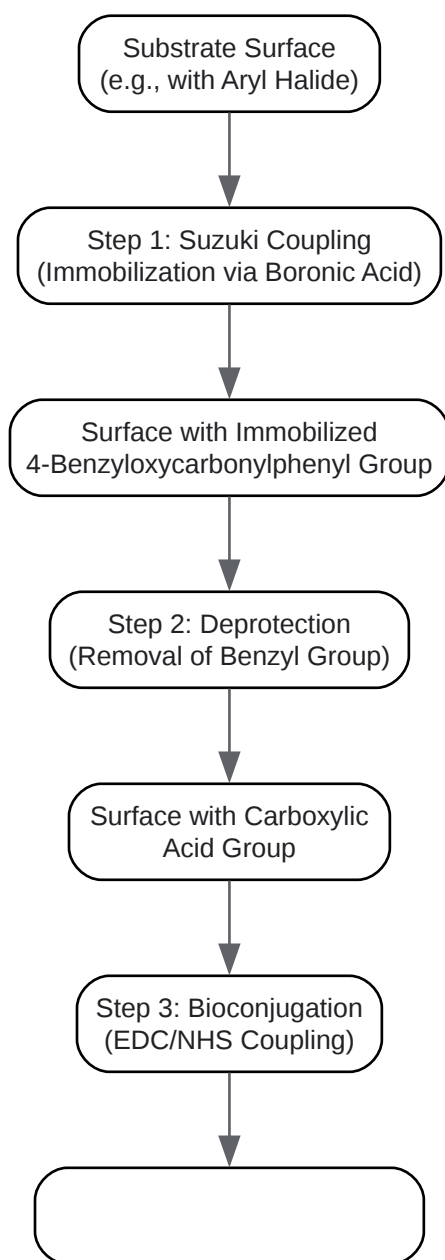 Substrate Surface
(e.g., with Aryl Halide)
Step 1: Suzuki Coupling
(Immobilization via Boronic Acid)
Surface with Immobilized
4-Benzyloxycarbonylphenyl Group
Step 2: Deprotection
(Removal of Benzyl Group)
Surface with Carboxylic
Acid Group
Step 3: Bioconjugation
(EDC/NHS Coupling)